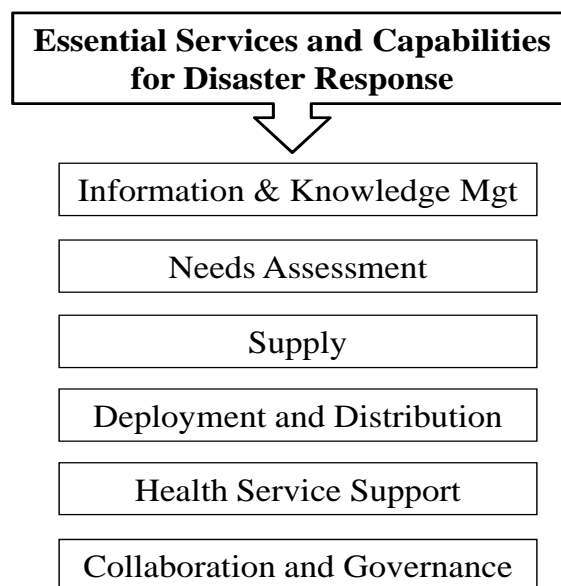 Essential Services and Capabilities
for Disaster Response
Information & Knowledge Mgt
Needs Assessment
Supply
Deployment and Distribution
Health Service Support
Collaboration and Governance